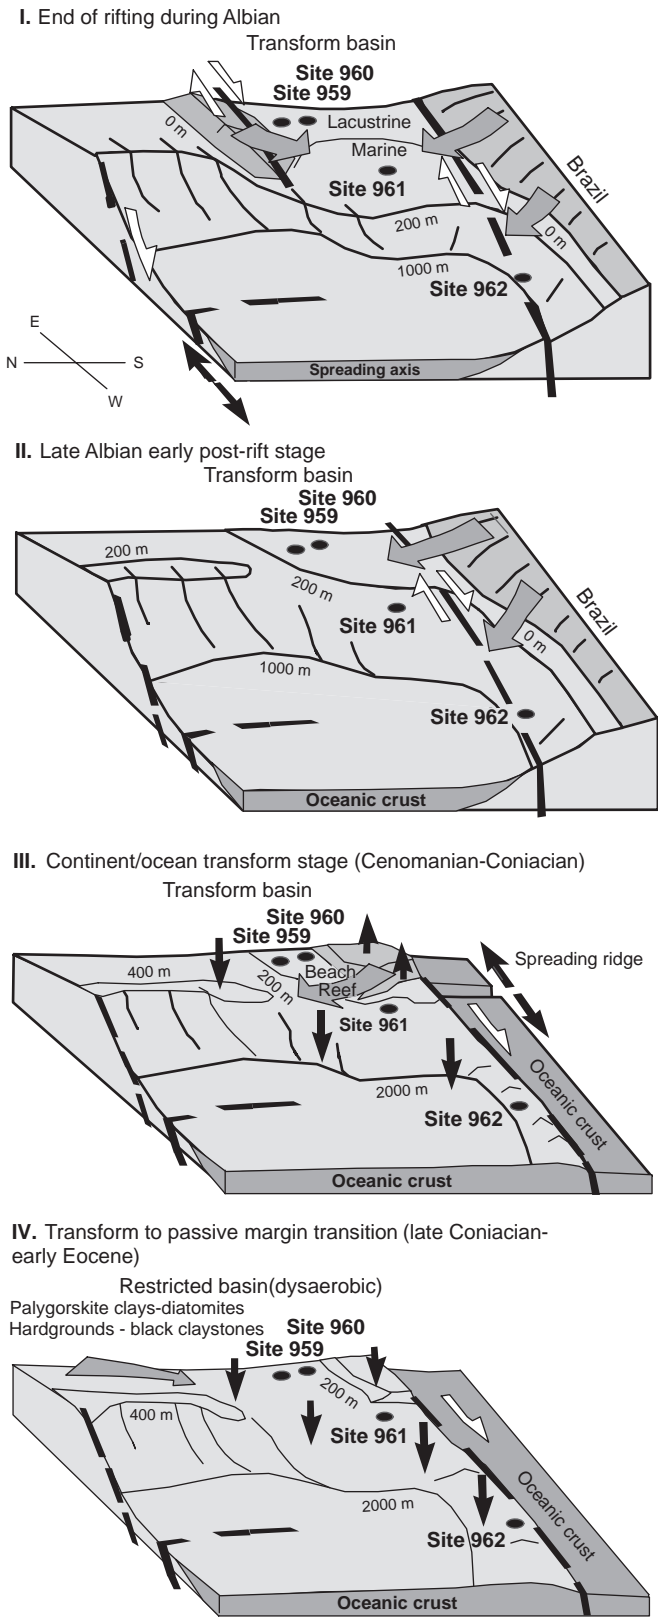 I. End of rifting during Albian
Transform basin
Site 960
Site 959
Lacustrine
0 m
Marine
Brazil
Site 961
200 m
0 m
1000 m
Site 962
E
N
S
W
Spreading axis
II. Late Albian early post-rift stage
Transform basin
Site 960
Site 959
200 m
200 m
Brazil
Site 961
0 m
1000 m
Site 962
Oceanic crust
III. Continent/ocean transform stage (Cenomanian-Coniacian)
Transform basin
Site 960
Site 959
Spreading ridge
400 m
200 m
Beach
Reef
Site 961
Oceanic crust
2000 m
Site 962
Oceanic crust
IV. Transform to passive margin transition (late Coniacian-
early Eocene)
Restricted basin(dysaerobic)
Palygorskite clays-diatomites
Hardgrounds - black claystones
Site 960
Site 959
200 m
400 m
Site 961
Oceanic crust
2000 m
Site 962
Oceanic crust